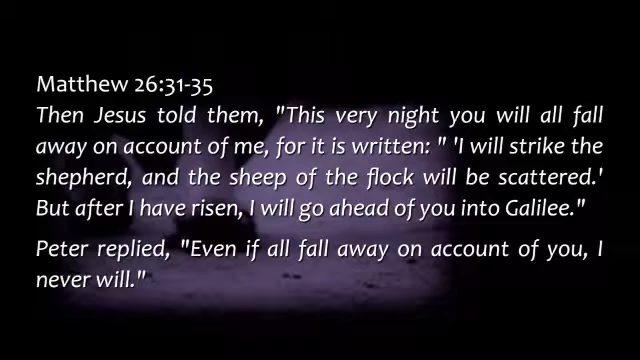 Matthew 26:31-35
Then Jesus told them, "This very night you will all fall
away on account of me, for it is written: " 'I will strike the
shepherd, and the sheep of the flock will be scattered.'
But after I have risen, I will go ahead of you into Galilee."
Peter replied, "Even if all fall away on account of you, I
never will."